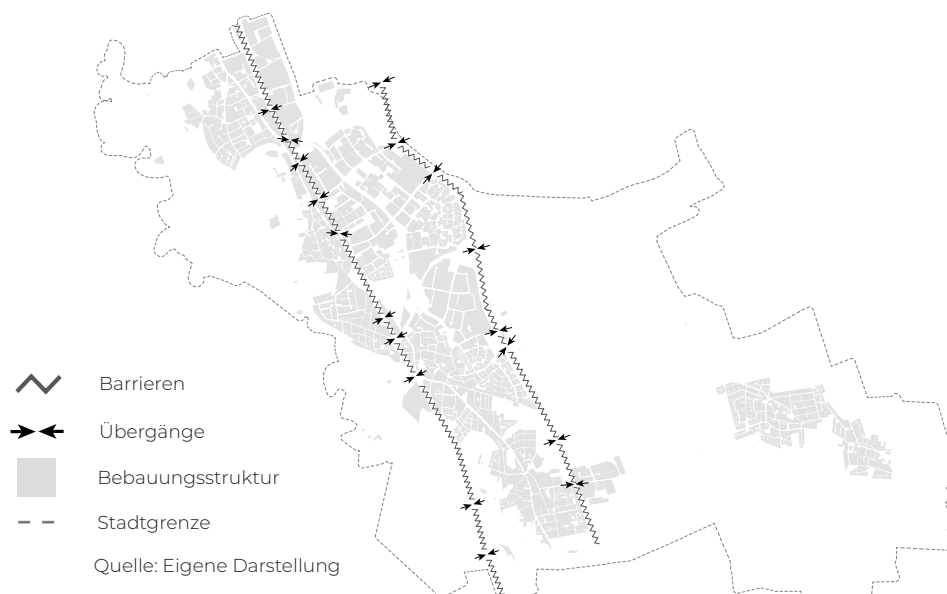 Barrieren
Übergänge
Bebauungsstruktur
Stadtgrenze
Quelle: Eigene Darstellung